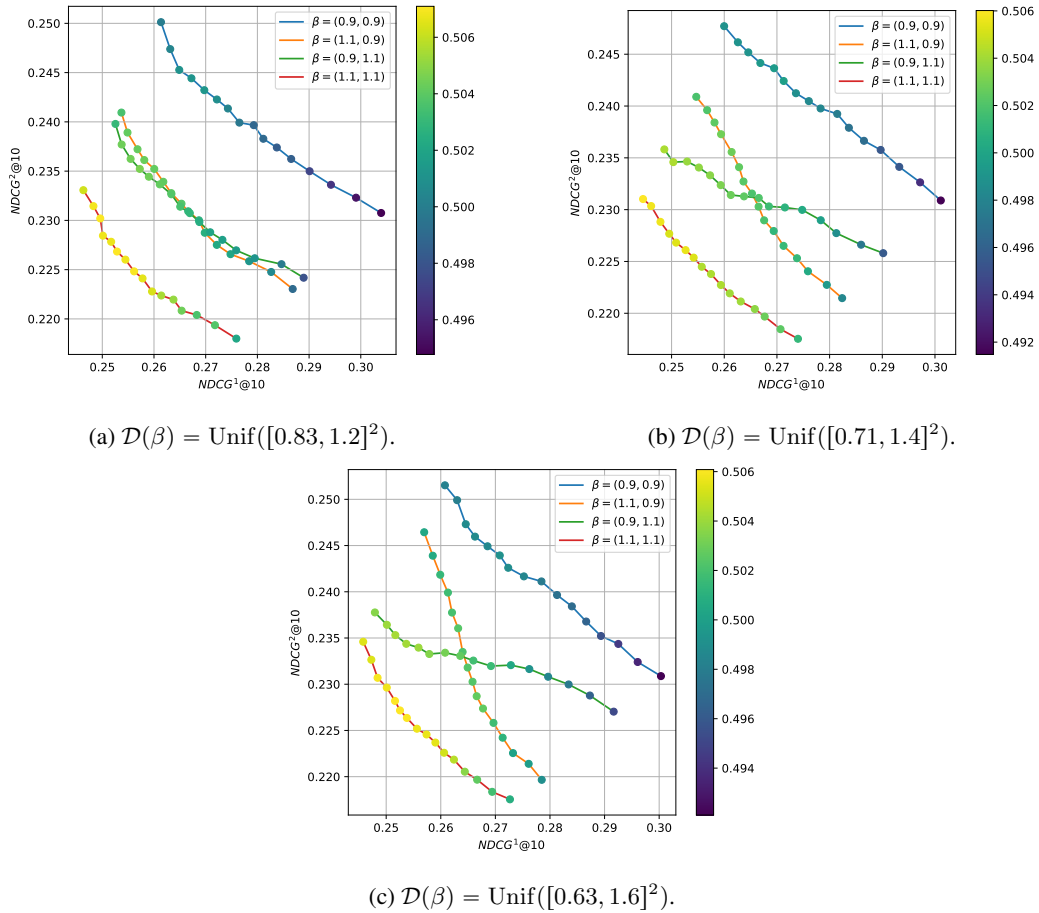 0.250
0.245
0.240
0.235
0.230
0.225
0.220
NDCG²@10
0.25 0.26 0.27 0.28 0.29 0.30
NDCG¹@10
β = (0.9, 0.9)
β = (1.1, 0.9)
β = (0.9, 1.1)
β = (1.1, 1.1)
0.506
0.504
0.502
0.500
0.498
0.496
(a) 𝒟(β) = Unif([0.83, 1.2]²).
0.245
0.240
0.235
0.230
0.225
0.220
NDCG²@10
0.25 0.26 0.27 0.28 0.29 0.30
NDCG¹@10
β = (0.9, 0.9)
β = (1.1, 0.9)
β = (0.9, 1.1)
β = (1.1, 1.1)
0.506
0.504
0.502
0.500
0.498
0.496
0.494
0.492
(b) 𝒟(β) = Unif([0.71, 1.4]²).
0.250
0.245
0.240
0.235
0.230
0.225
0.220
NDCG²@10
0.25 0.26 0.27 0.28 0.29 0.30
NDCG¹@10
β = (0.9, 0.9)
β = (1.1, 0.9)
β = (0.9, 1.1)
β = (1.1, 1.1)
0.506
0.504
0.502
0.500
0.498
0.496
0.494
(c) 𝒟(β) = Unif([0.63, 1.6]²).